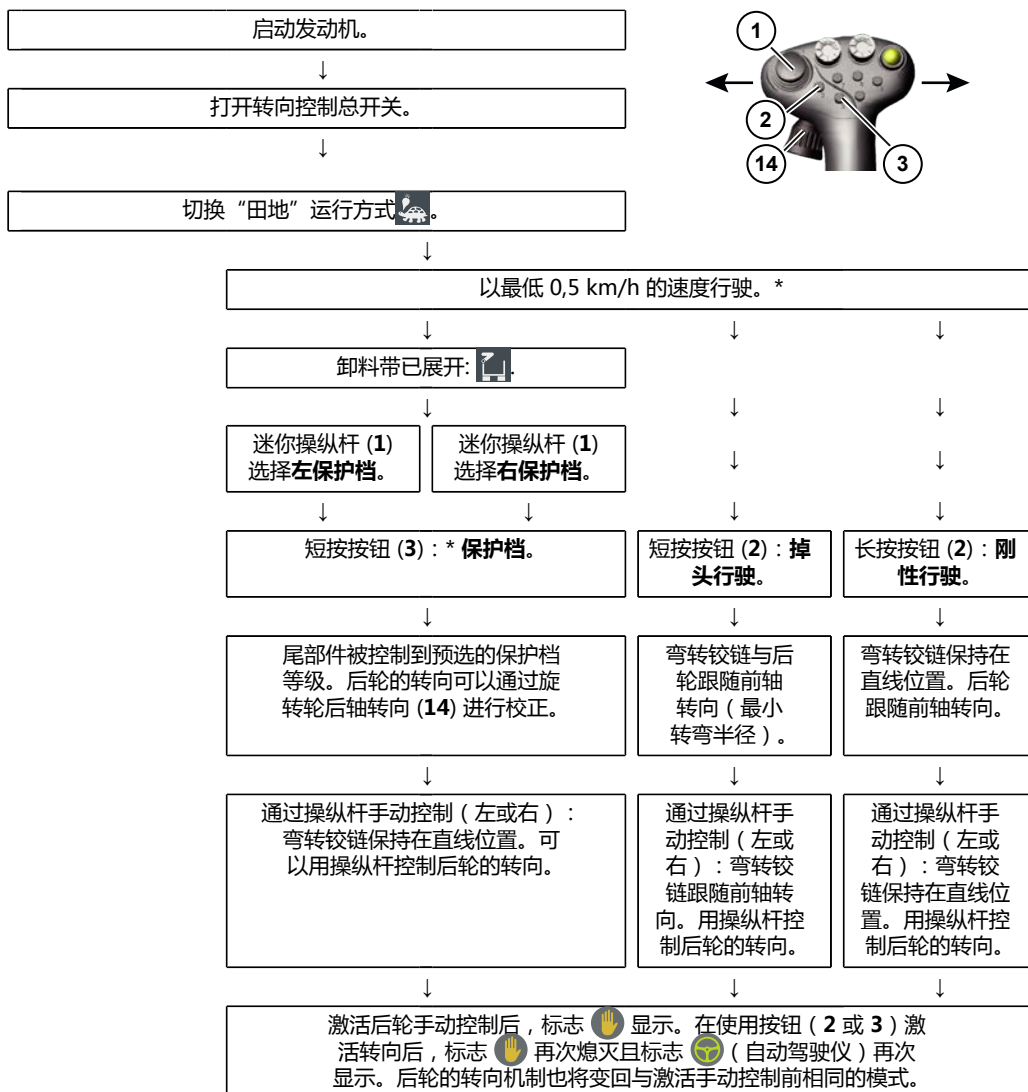 启动发动机。
↓
打开转向控制总开关。
↓
切换“田地”运行方式。
↓
1
2
14
3
以最低 0,5 km/h 的速度行驶。*
↓ ↓ ↓
卸料带已展开: .
↓ ↓ ↓
迷你操纵杆 (1)
选择左保护档。
迷你操纵杆 (1)
选择右保护档。
↓ ↓
↓ ↓ ↓ ↓
短按按钮 (3)：* 保护档。
短按按钮 (2)：掉
头行驶。
长按按钮 (2)：刚
性行驶。
↓ ↓ ↓
尾部件被控制到预选的保护档
等级。后轮的转向可以通过旋
转轮后轴转向 (14) 进行校正。
弯转铰链与后
轮跟随前轴
转向（最小
转弯半径）。
弯转铰链保持在
直线位置。后轮
跟随前轴转向。
↓ ↓ ↓
通过操纵杆手动控制（左或右）：
弯转铰链保持在直线位置。可
以用操纵杆控制后轮的转向。
通过操纵杆手
动控制（左或
右）：弯转铰
链跟随前轴转
向。用操纵杆控
制后轮的转向。
通过操纵杆手
动控制（左或
右）：弯转铰
链保持在直线位
置。用操纵杆控
制后轮的转向。
↓ ↓ ↓
激活后轮手动控制后，标志 显示。在使用按钮（2 或 3）激
活转向后，标志 再次熄灭且标志 （自动驾驶仪）再次
显示。后轮的转向机制也将变回与激活手动控制前相同的模式。